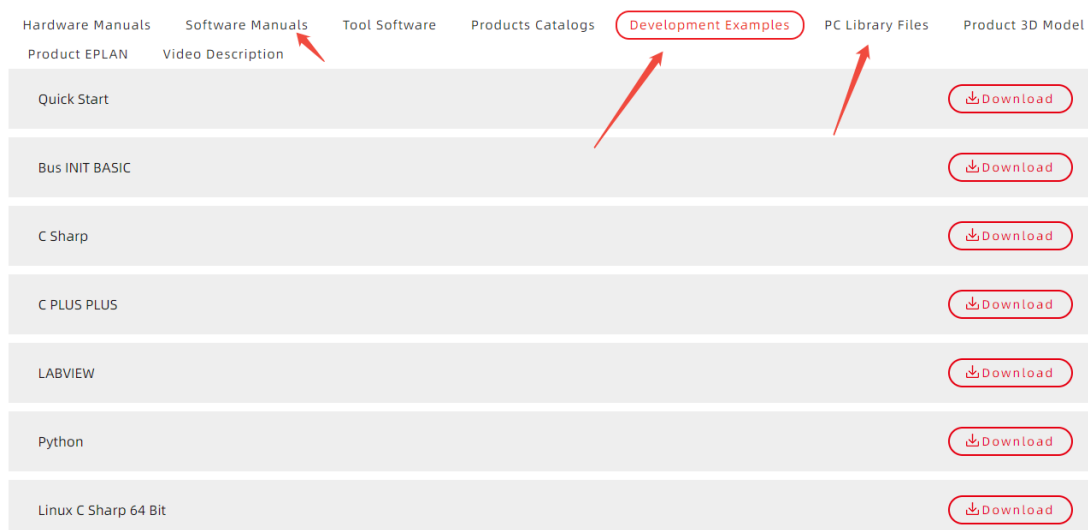 Hardware Manuals Software Manuals Tool Software Products Catalogs Development Examples PC Library Files Product 3D Model
Product EPLAN Video Description
Quick Start Download
Bus INIT BASIC Download
C Sharp Download
C PLUS PLUS Download
LABVIEW Download
Python Download
Linux C Sharp 64 Bit Download